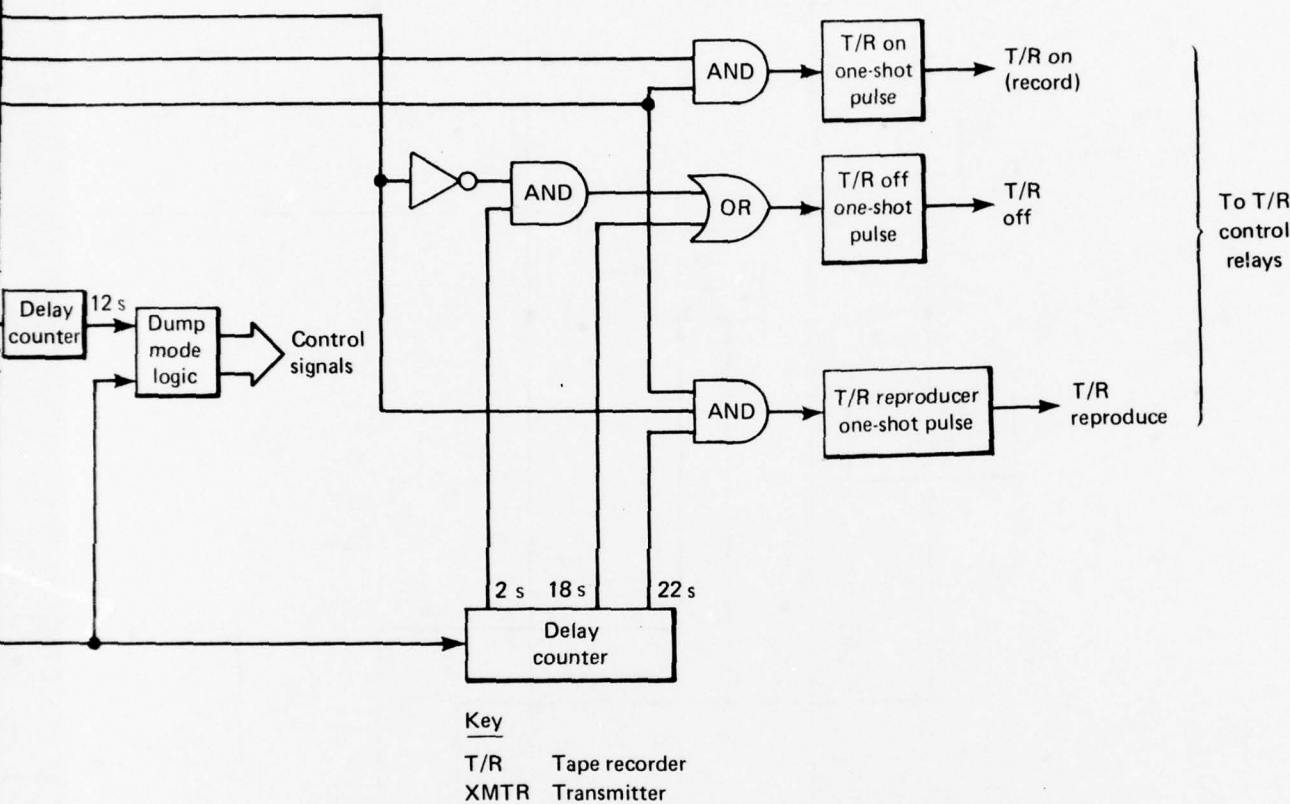 AND
T/R on
one-shot
pulse
T/R on
(record)
AND
OR
T/R off
one-shot
pulse
T/R
off
To T/R
control
relays
Delay
counter
12 s
Dump
mode
logic
Control
signals
AND
T/R reproducer
one-shot pulse
T/R
reproduce
2 s
18 s
22 s
Delay
counter
Key
T/R Tape recorder
XMTR Transmitter